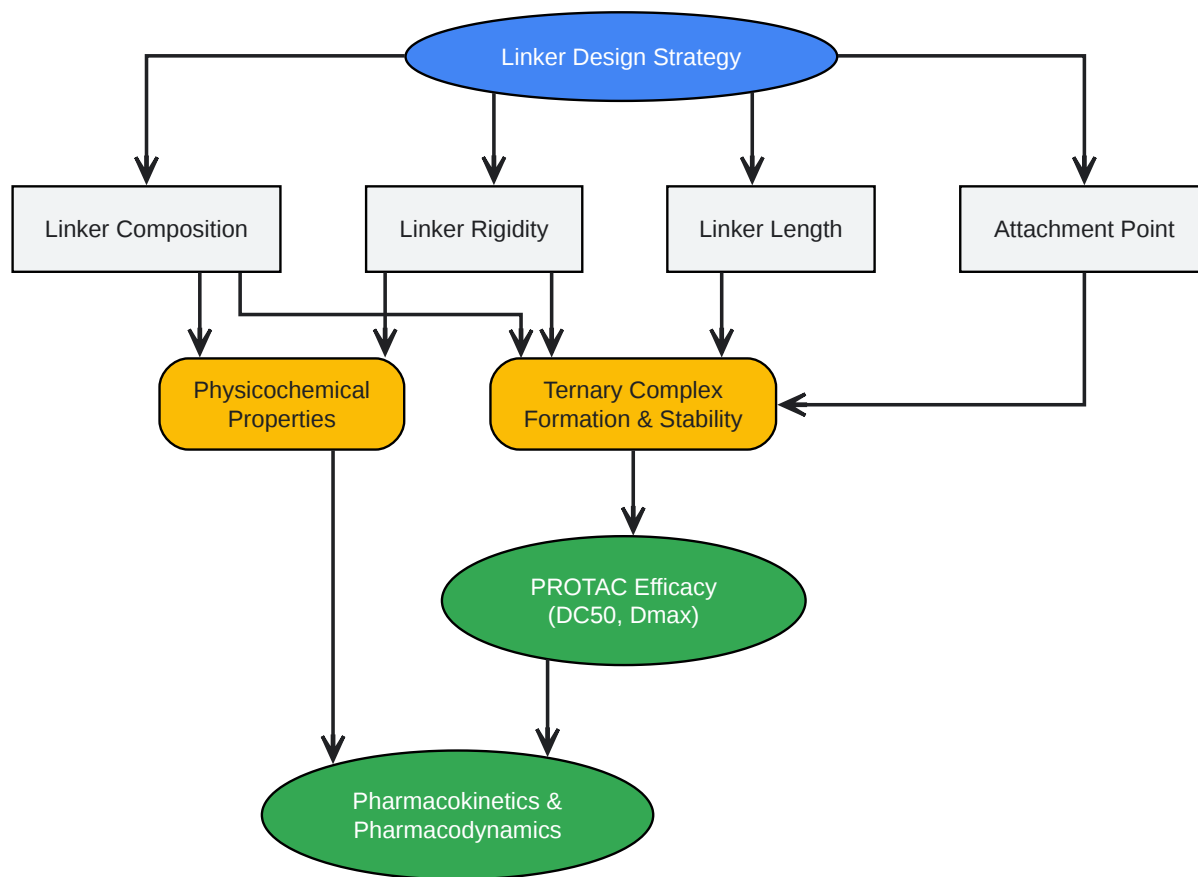 Linker Design Strategy
Linker Composition
Linker Rigidity
Linker Length
Attachment Point
Physicochemical
Properties
Ternary Complex
Formation & Stability
PROTAC Efficacy
(DC50, Dmax)
Pharmacokinetics &
Pharmacodynamics